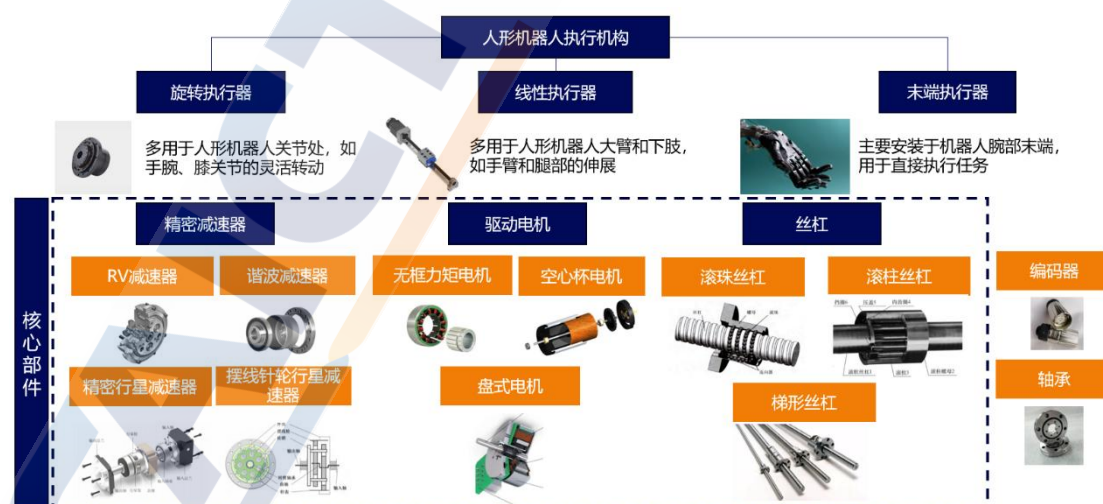 人形机器人执行机构
旋转执行器
线性执行器
末端执行器
多用于人形机器人关节处，如
手腕、膝关节的灵活转动
多用于人形机器人大臂和下肢，
如手臂和腿部的伸展
主要安装于机器人腕部末端，
用于直接执行任务
核心部件
精密减速器
驱动电机
丝杠
RV减速器
谐波减速器
无框力矩电机
空心杯电机
滚珠丝杠
滚柱丝杠
编码器
精密行星减速器
摆线针轮行星减
速器
盘式电机
梯形丝杠
轴承